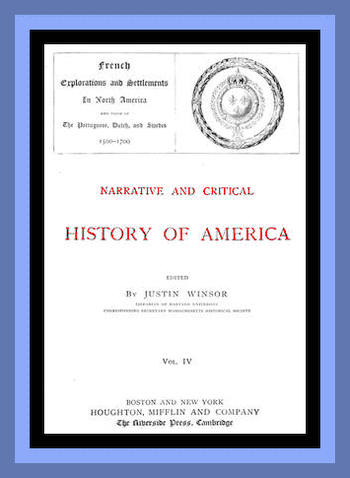 French
Explorations and Settlements
In North America
AND THOSE OF
The Portuguese, Dutch, and Swedes
1500–1700
NARRATIVE AND CRITICAL
HISTORY OF AMERICA
EDITED
BY JUSTIN WINSOR
LIBRARIAN OF HARVARD UNIVERSITY
CORRESPONDING SECRETARY MASSACHUSETTS HISTORICAL SOCIETY
VOL. IV
BOSTON AND NEW YORK
HOUGHTON, MIFFLIN AND COMPANY
The Riverside Press, Cambridge